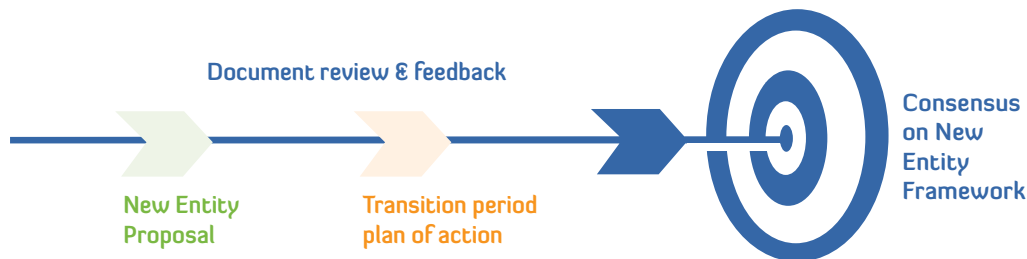 Document review & feedback
New Entity
Proposal
Transition period
plan of action
Consensus
on New
Entity
Framework